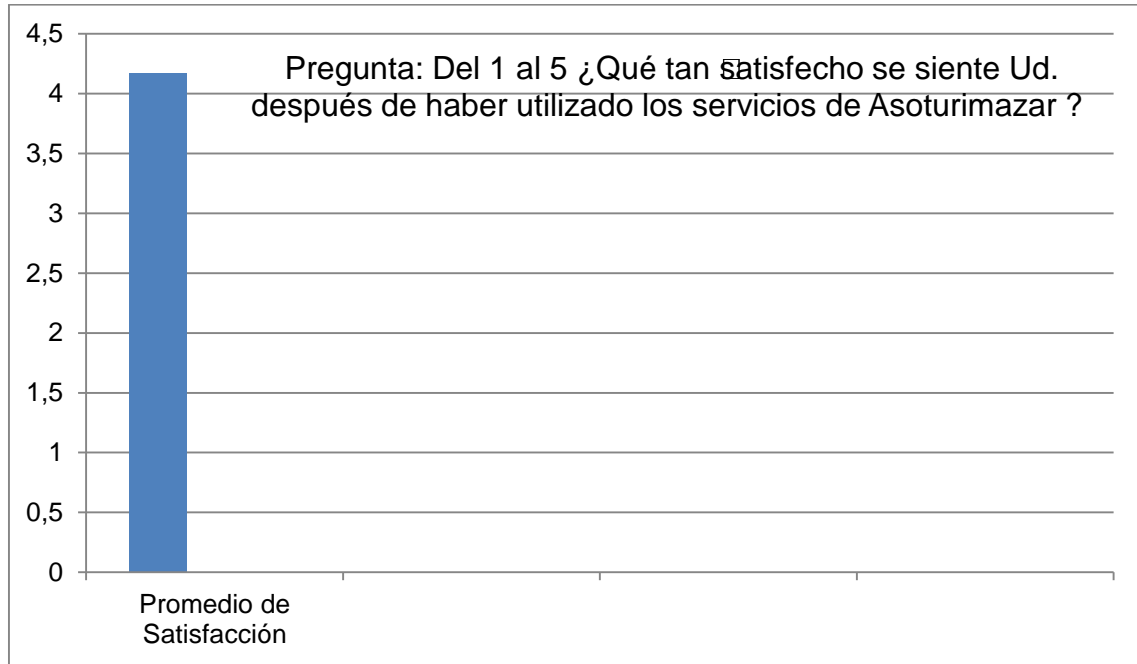 4,5
4
3,5
3
2,5
2
1,5
1
0,5
0
Pregunta: Del 1 al 5 ¿Qué tan satisfecho se siente Ud.
después de haber utilizado los servicios de Asoturimazar ?
Promedio de
Satisfacción